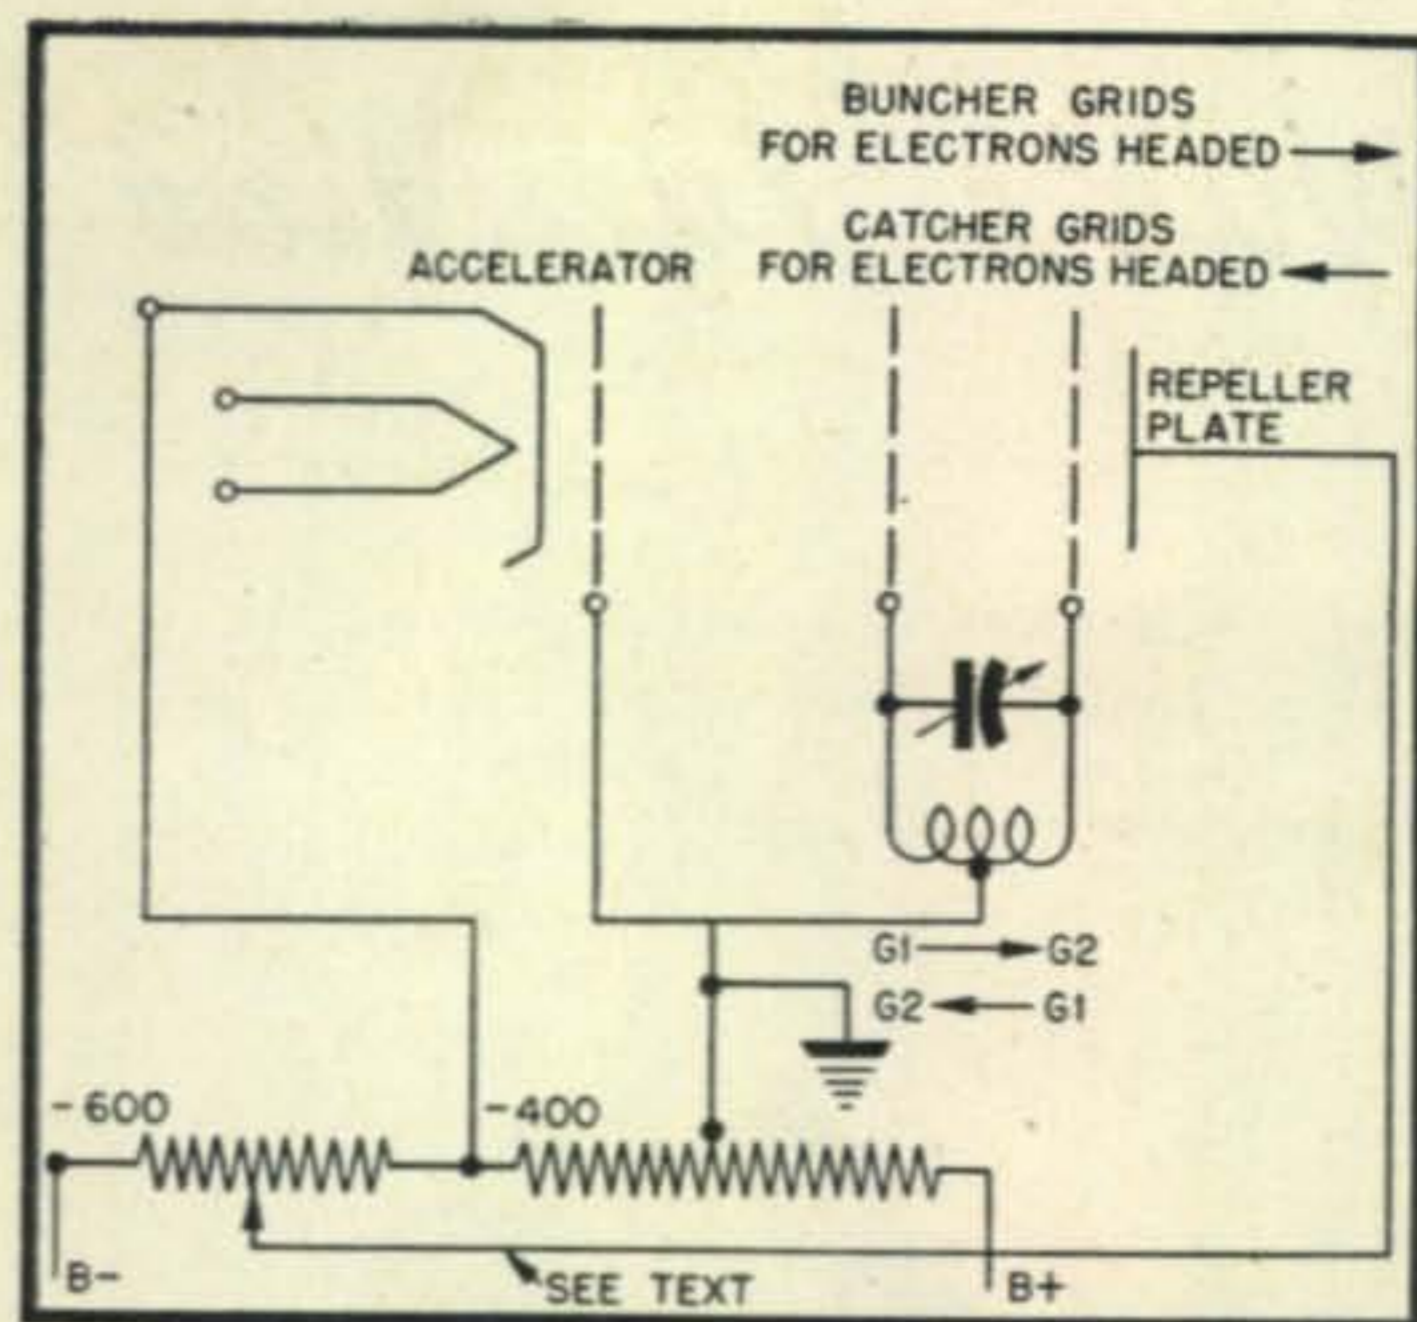 BUNCHER GRIDS
FOR ELECTRONS HEADED
CATCHER GRIDS
FOR ELECTRONS HEADED
ACCELERATOR
REPELLER
PLATE
G1 G2
G2 G1
-600
-400
B-
SEE TEXT
B+